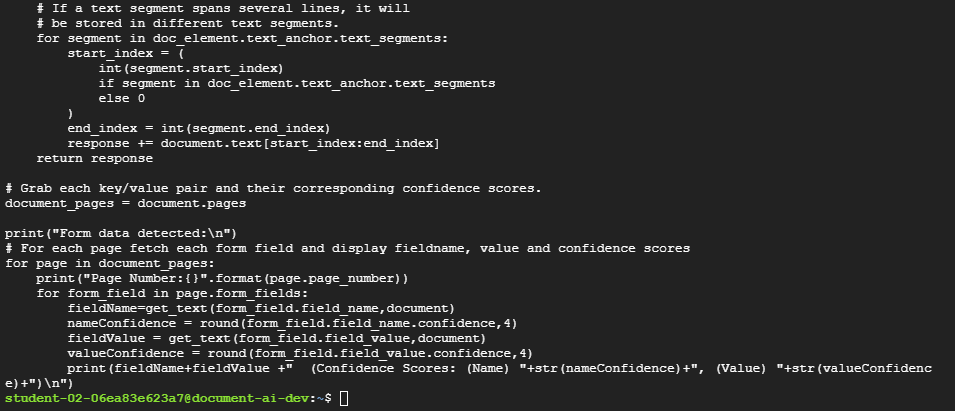 # If a text segment spans several lines, it will
    # be stored in different text segments.
    for segment in doc_element.text_anchor.text_segments:
        start_index = (
            int(segment.start_index)
            if segment in doc_element.text_anchor.text_segments
            else 0
        )
        end_index = int(segment.end_index)
        response += document.text[start_index:end_index]
    return response

# Grab each key/value pair and their corresponding confidence scores.
document_pages = document.pages

print("Form data detected:\n")
# For each page fetch each form field and display fieldname, value and confidence scores
for page in document_pages:
    print("Page Number:{}".format(page.page_number))
    for form_field in page.form_fields:
        fieldName=get_text(form_field.field_name,document)
        nameConfidence = round(form_field.field_name.confidence,4)
        fieldValue = get_text(form_field.field_value,document)
        valueConfidence = round(form_field.field_value.confidence,4)
        print(fieldName+fieldValue +"  (Confidence Scores: (Name) "+str(nameConfidence)+", (Value) "+str(valueConfidenc
e)+")\n")
student-02-06ea83e623a7@document-ai-dev:~$